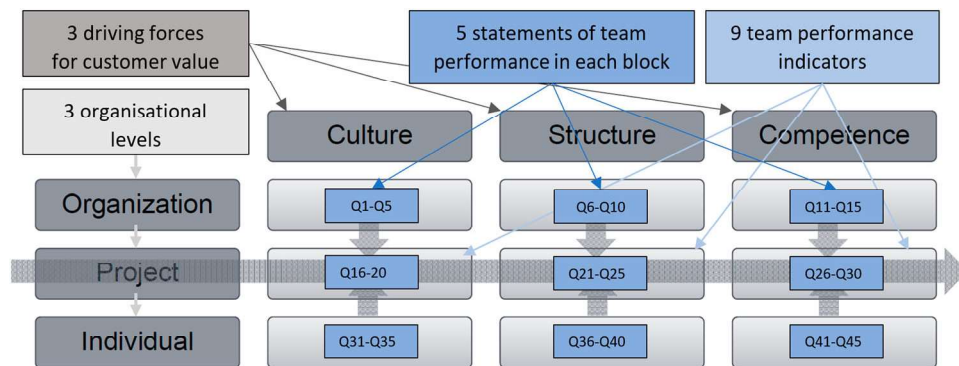 3 driving forces
for customer value
5 statements of team
performance in each block
9 team performance
indicators
3 organisational
levels
Culture
Structure
Competence
Organization
Q1-Q5
Q6-Q10
Q11-Q15
Project
Q16-20
Q21-Q25
Q26-Q30
Individual
Q31-Q35
Q36-Q40
Q41-Q45